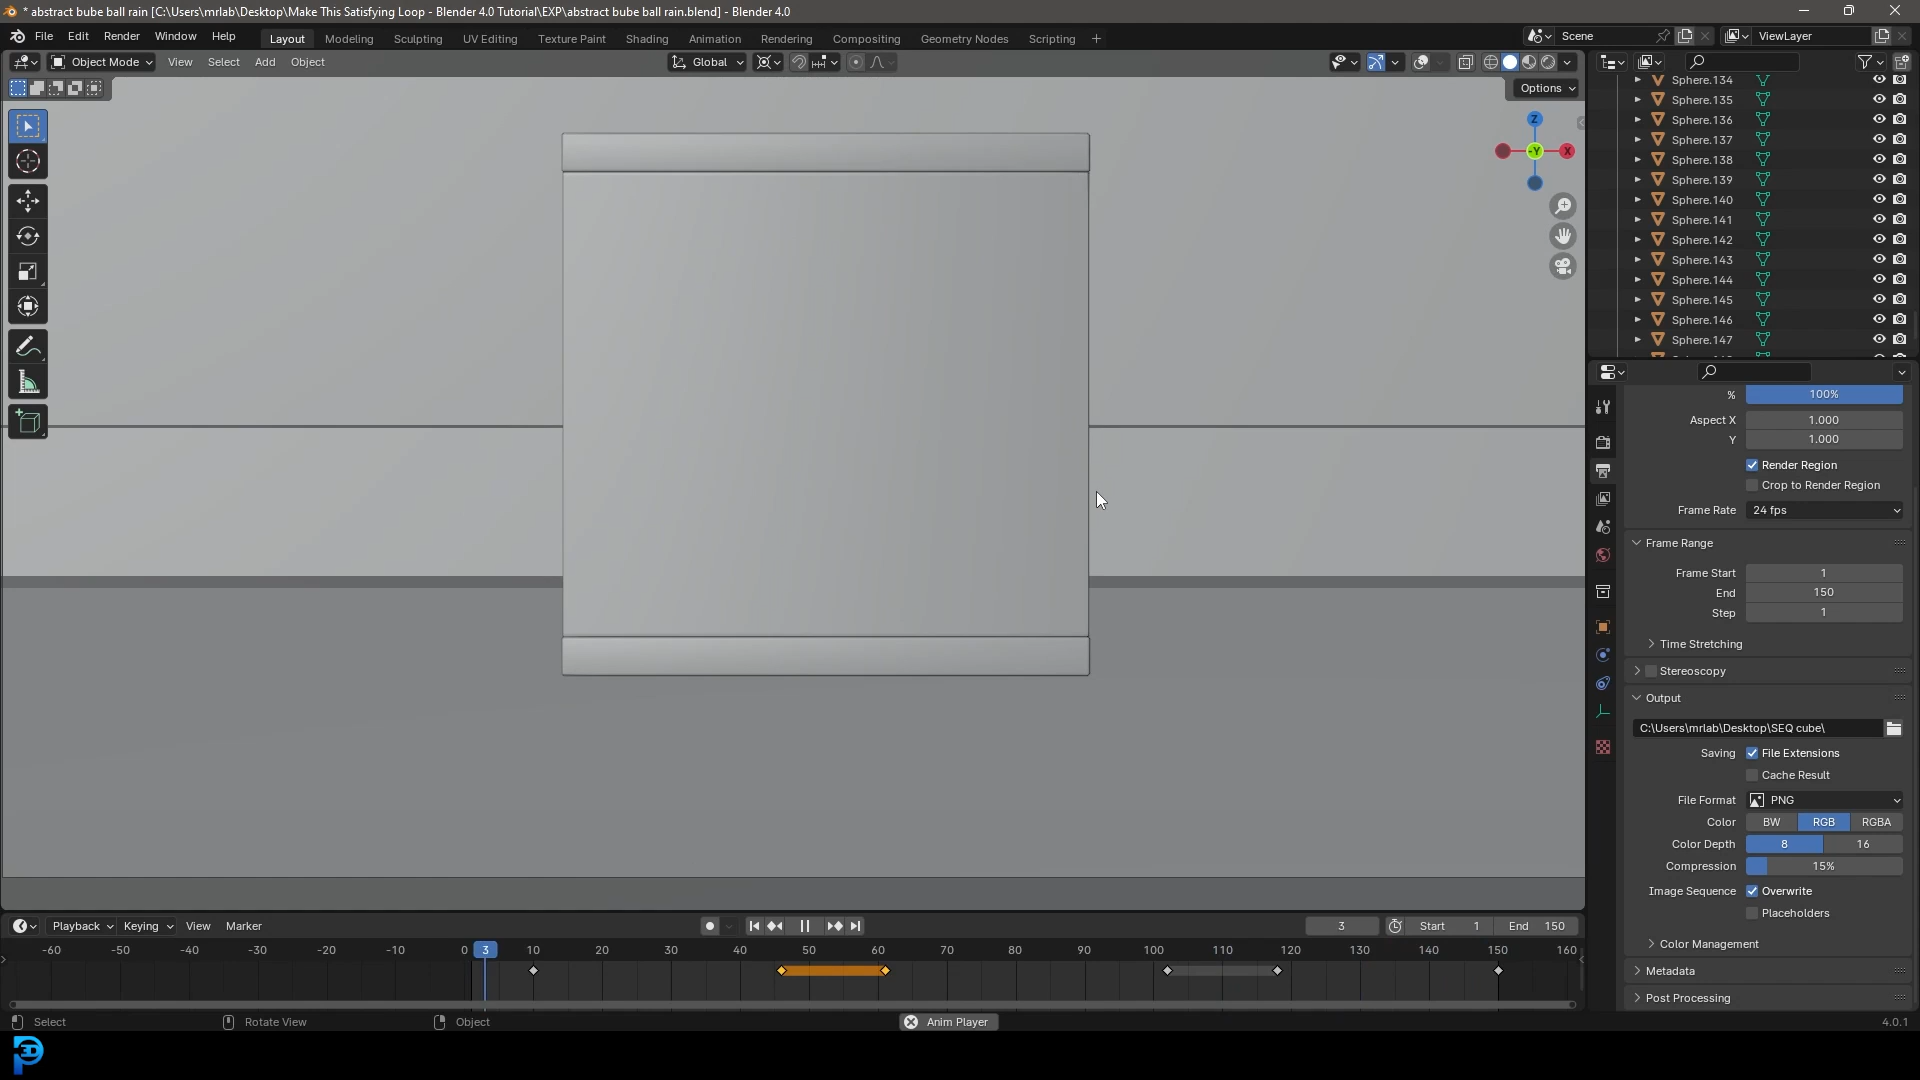 * abstract bube ball rain [C:\Users\mrlab\Desktop\Make This Satisfying Loop - Blender 4.0 Tutorial\EXP\abstract bube ball rain.blend] - Blender 4.0
File Edit Render Window Help Layout Modeling Sculpting UV Editing Texture Paint Shading Animation Rendering Compositing Geometry Nodes Scripting + Scene ViewLayer
Object Mode View Select Add Object Global
Options
Z
-Y X
Sphere.134
Sphere.135
Sphere.136
Sphere.137
Sphere.138
Sphere.139
Sphere.140
Sphere.141
Sphere.142
Sphere.143
Sphere.144
Sphere.145
Sphere.146
Sphere.147
% 100%
Aspect X 1.000
Y 1.000
Render Region
Crop to Render Region
Frame Rate 24 fps
Frame Range
Frame Start 1
End 150
Step 1
Time Stretching
Stereoscopy
Output
C:\Users\mrlab\Desktop\SEQ cube\
Saving File Extensions
Cache Result
File Format PNG
Color BW RGB RGBA
Color Depth 8 16
Compression 15%
Image Sequence Overwrite
Placeholders
Color Management
Metadata
Post Processing
Playback Keying View Marker 3 Start 1 End 150
-60 -50 -40 -30 -20 -10 0 3 10 20 30 40 50 60 70 80 90 100 110 120 130 140 150 160
Select Rotate View Object Anim Player 4.0.1